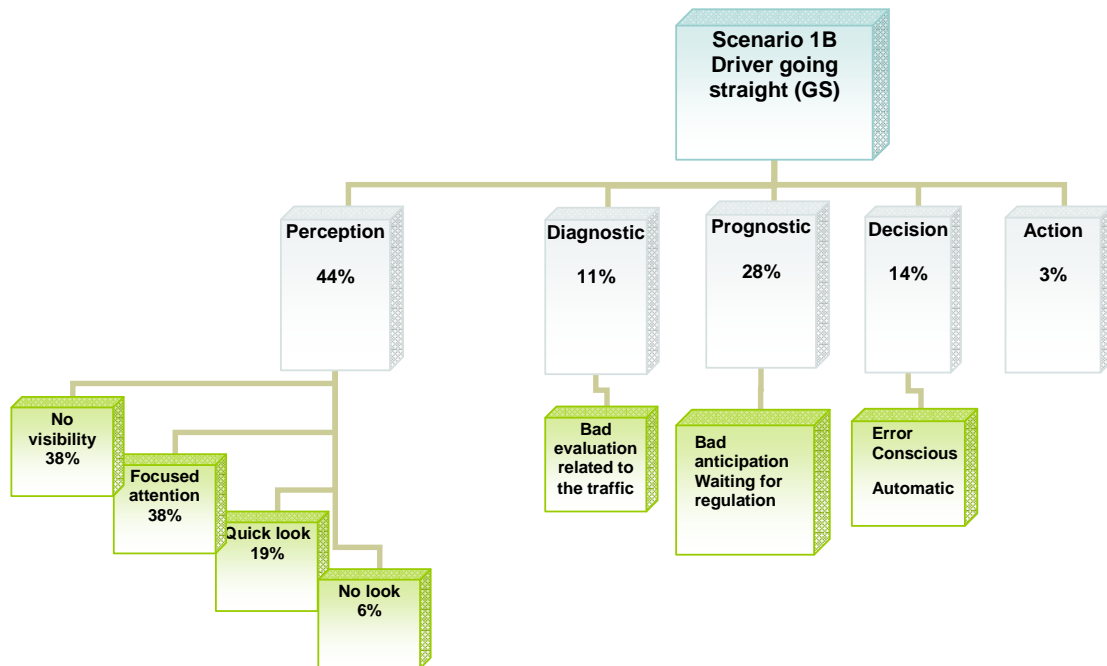 Scenario 1B
Driver going
straight (GS)
Perception
44%
Diagnostic
11%
Prognostic
28%
Decision
14%
Action
3%
No
visibility
38%
Focused
attention
38%
Quick look
19%
No look
6%
Bad
evaluation
related to
the traffic
Bad
anticipation
Waiting for
regulation
Error
Conscious
Automatic